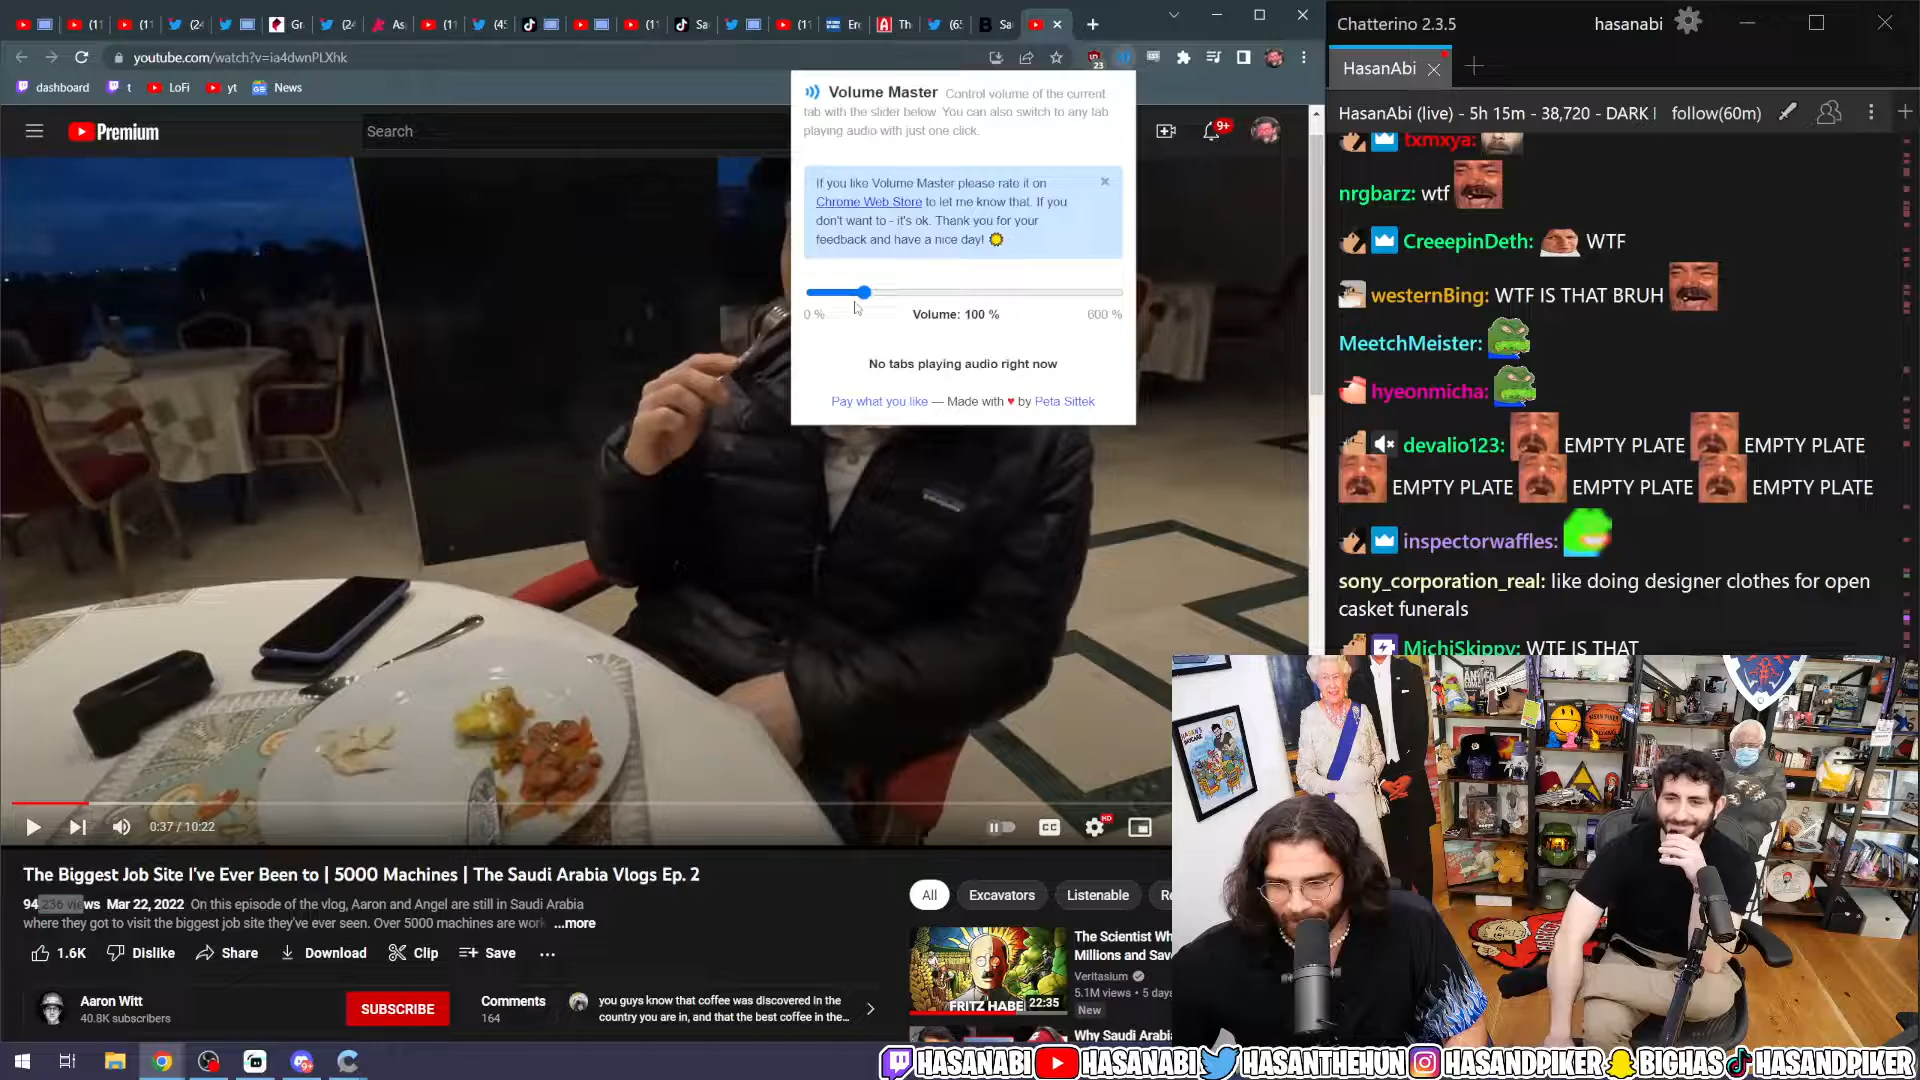 youtube.com/watch?v=ia4dwnPLXhk
dashboard
t
LoFi
yt
News
Premium
Search
9+
Volume Master Control volume of the current
tab with the slider below. You can also switch to any tab
playing audio with just one click.
If you like Volume Master please rate it on
Chrome Web Store to let me know that. If you
don't want to - it's ok. Thank you for your
feedback and have a nice day!
0 %
Volume: 100 %
600 %
No tabs playing audio right now
Pay what you like — Made with ♥ by Peta Sittek
0:37 / 10:22
CC
HD
The Biggest Job Site I've Ever Been to | 5000 Machines | The Saudi Arabia Vlogs Ep. 2
94,236 views Mar 22, 2022 On this episode of the vlog, Aaron and Angel are still in Saudi Arabia
where they got to visit the biggest job site they've ever seen. Over 5000 machines are work ...more
1.6K
Dislike
Share
Download
Clip
Save
Aaron Witt
40.8K subscribers
SUBSCRIBE
Comments
164
you guys know that coffee was discovered in the
country you are in, and that the best coffee in the...
All
Excavators
Listenable
Re
The Scientist Wh
Millions and Save
Veritasium
5.1M views • 5 days
New
FRITZ HABE
22:35
Why Saudi Arabia
Chatterino 2.3.5
hasanabi
HasanAbi
HasanAbi (live) - 5h 15m - 38,720 - DARK
follow(60m)
txmxya:
nrgbarz: wtf
CreeepinDeth: WTF
westernBing: WTF IS THAT BRUH
MeetchMeister:
hyeonmicha:
devalio123: EMPTY PLATE EMPTY PLATE
EMPTY PLATE EMPTY PLATE EMPTY PLATE
inspectorwaffles:
sony_corporation_real: like doing designer clothes for open
casket funerals
MichiSkippy: WTF IS THAT
HASANABI HASANABI HASANTHEHUN HASANDPIKER BIGHAS HASANDPIKER